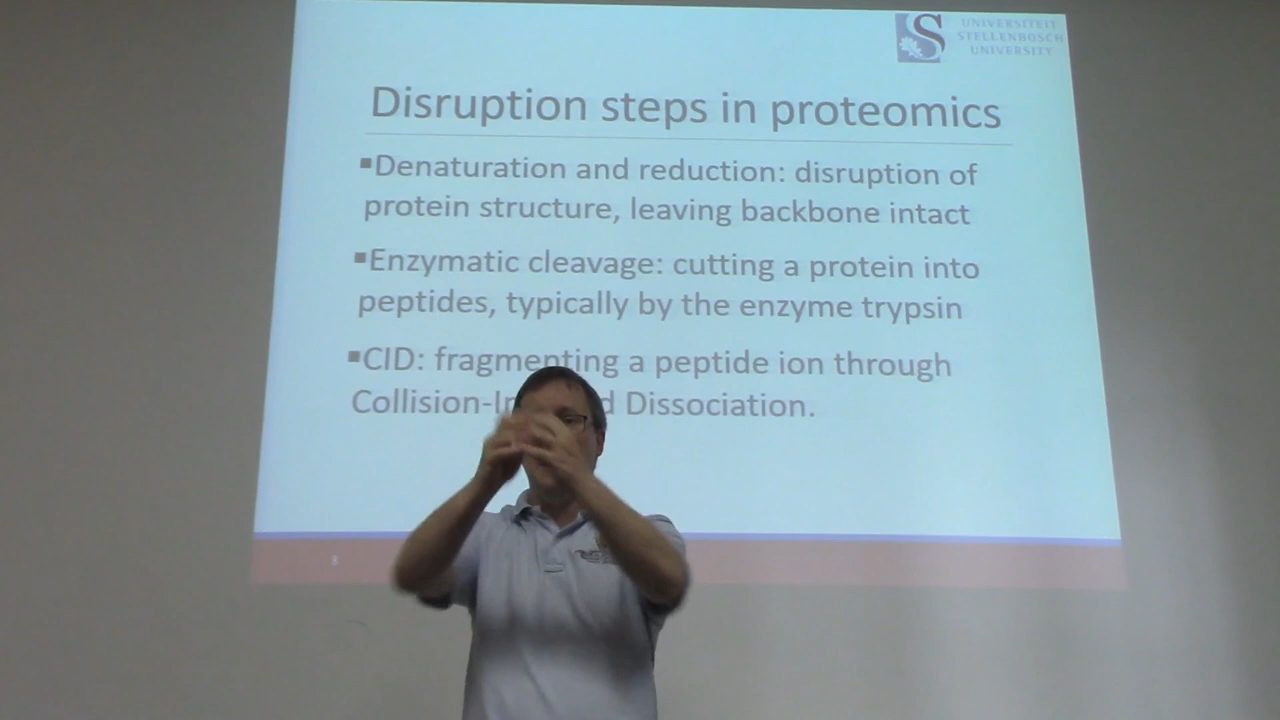 UNIVERSITEIT
STELLENBOSCH
UNIVERSITY
Disruption steps in proteomics
▪Denaturation and reduction: disruption of
protein structure, leaving backbone intact
▪Enzymatic cleavage: cutting a protein into
peptides, typically by the enzyme trypsin
▪CID: fragmenting a peptide ion through
Collision- Dissociation.
8